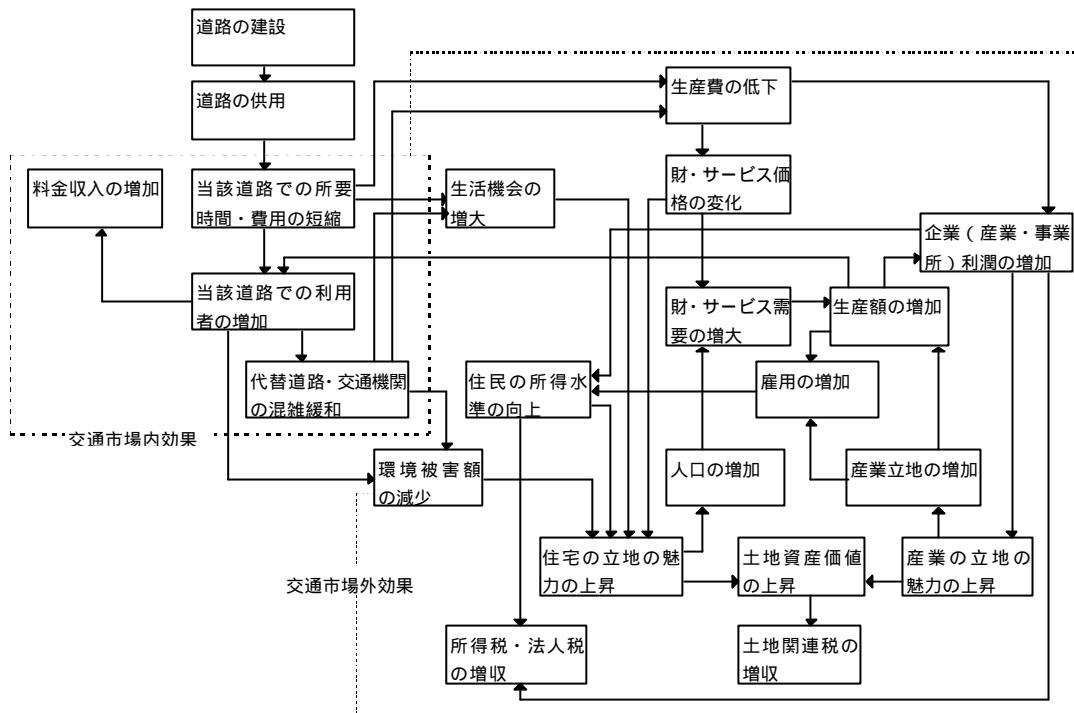 道路の建設
道路の供用
生産費の低下
料金収入の増加
当該道路での所要
時間・費用の短縮
生活機会の
増大
財・サービス価
格の変化
企業(産業・事業
所)利潤の増加
当該道路での利用
者の増加
財・サービス需
要の増大
生産額の増加
代替道路・交通機関
の混雑緩和
住民の所得水
準の向上
雇用の増加
交通市場内効果
環境被害額
の減少
人口の増加
産業立地の増加
住宅の立地の魅
力の上昇
土地資産価値
の上昇
産業の立地の
魅力の上昇
交通市場外効果
所得税・法人税
の増収
土地関連税の
増収